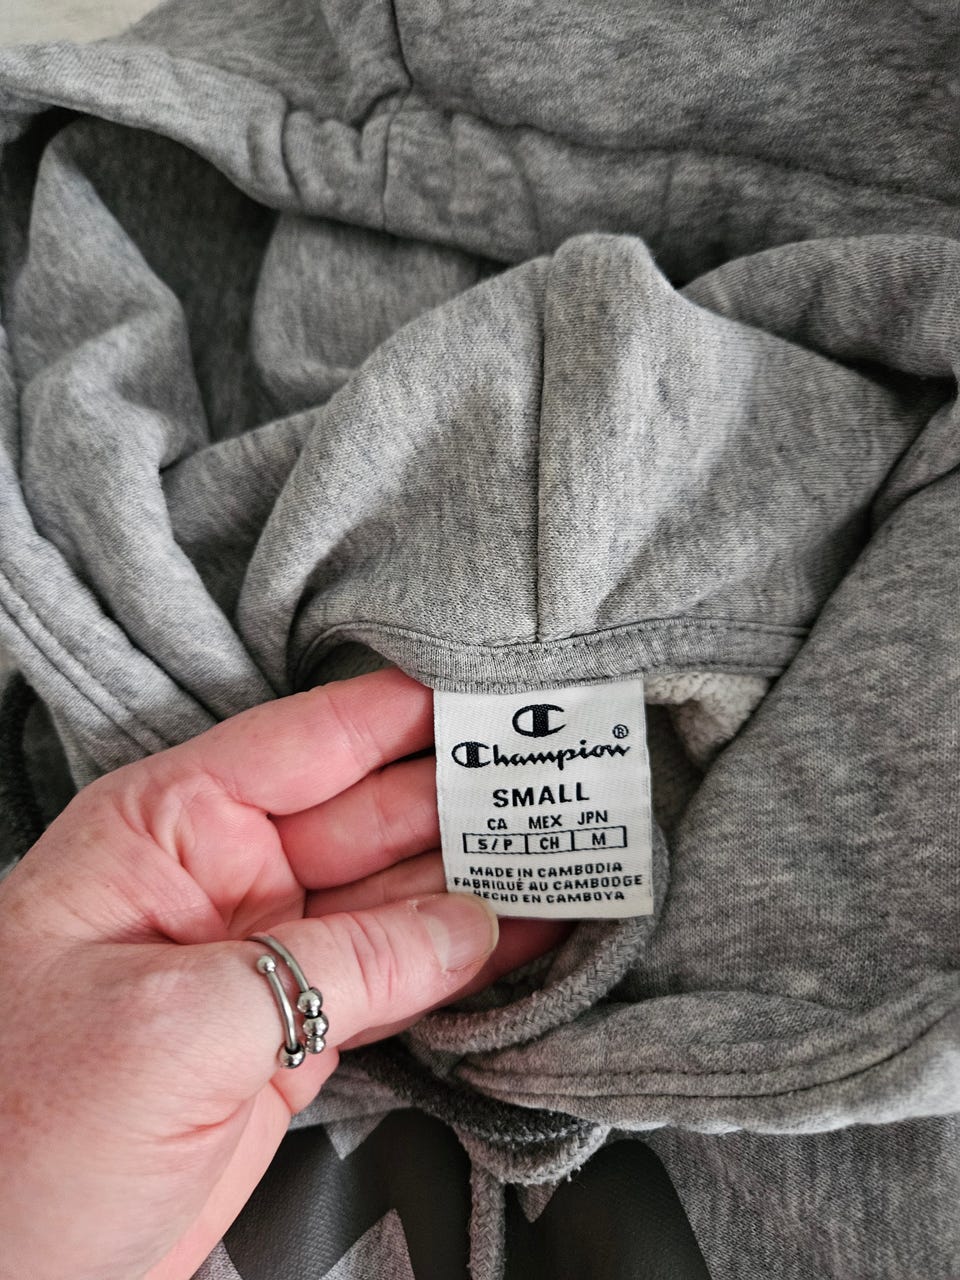 Champion®
SMALL
CA MEX JPN
S/P CH M
MADE IN CAMBODIA
FABRIQUÉ AU CAMBODGE
HECHO EN CAMBOYA